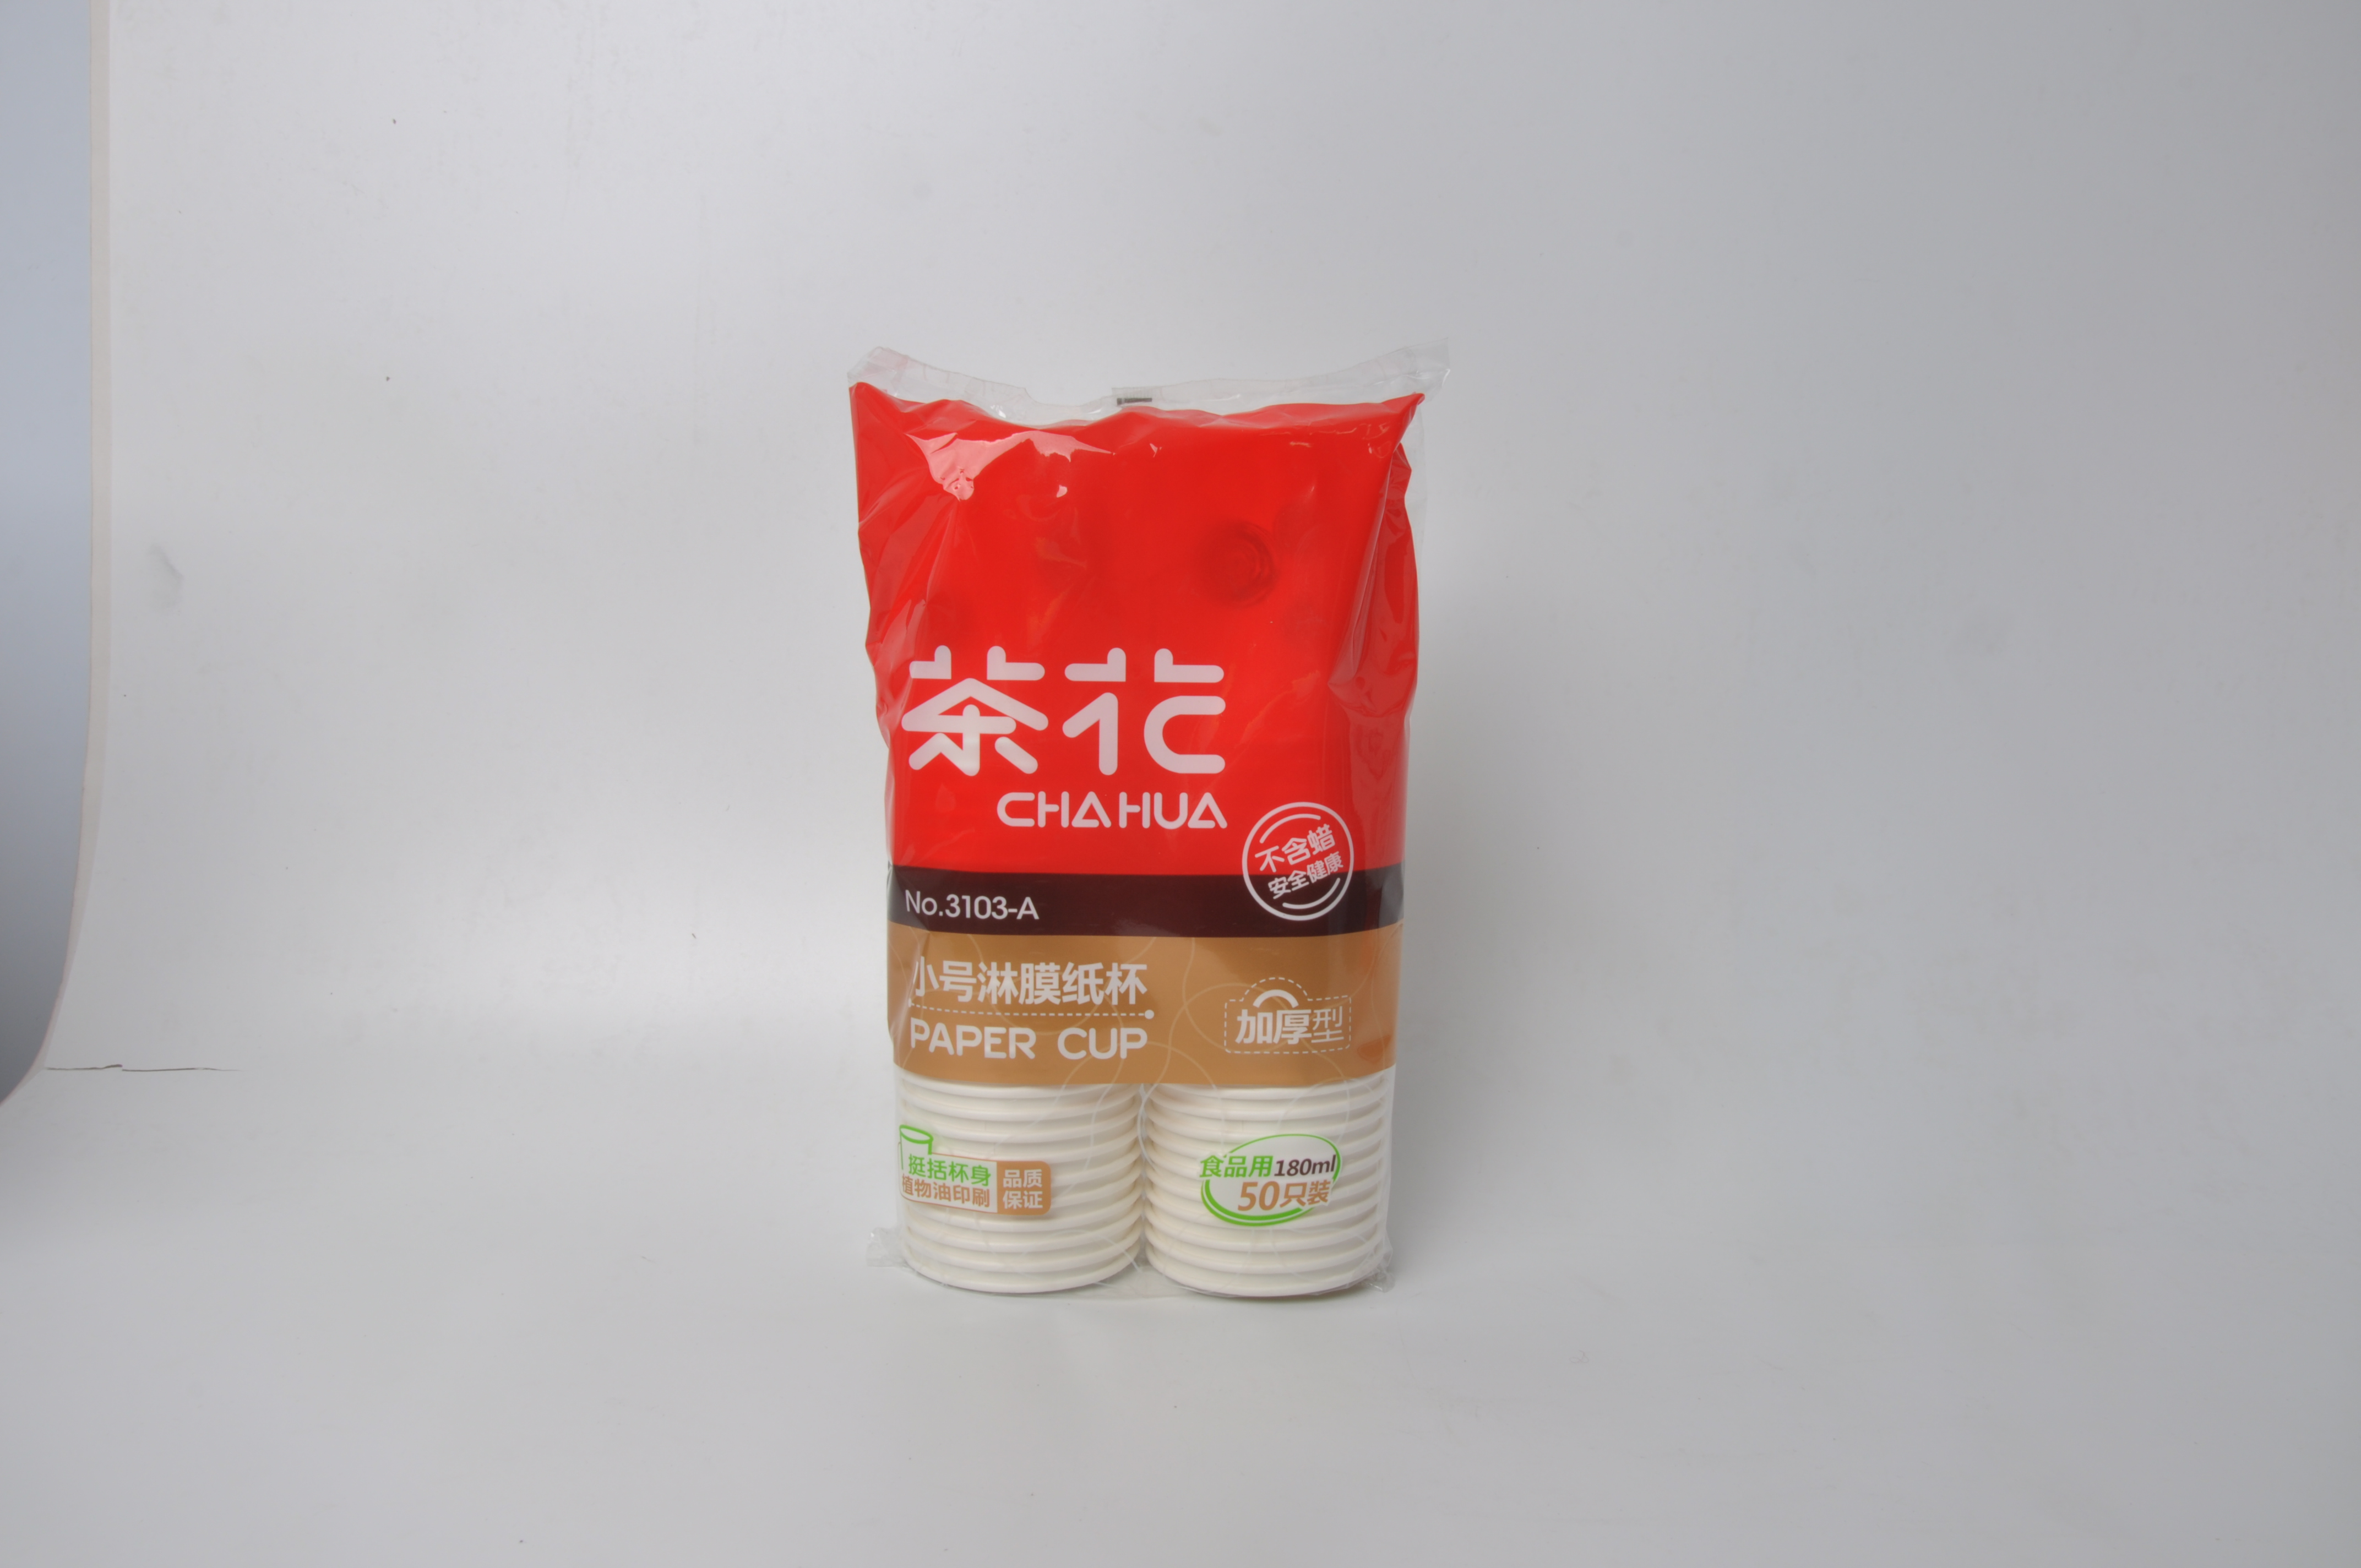 茶花
CHAHUA
不含蜡
安全健康
No.3103-A
小号淋膜纸杯
PAPER CUP
加厚型
挺括杯身
植物油印刷
品质
保证
食品用180ml
50只装